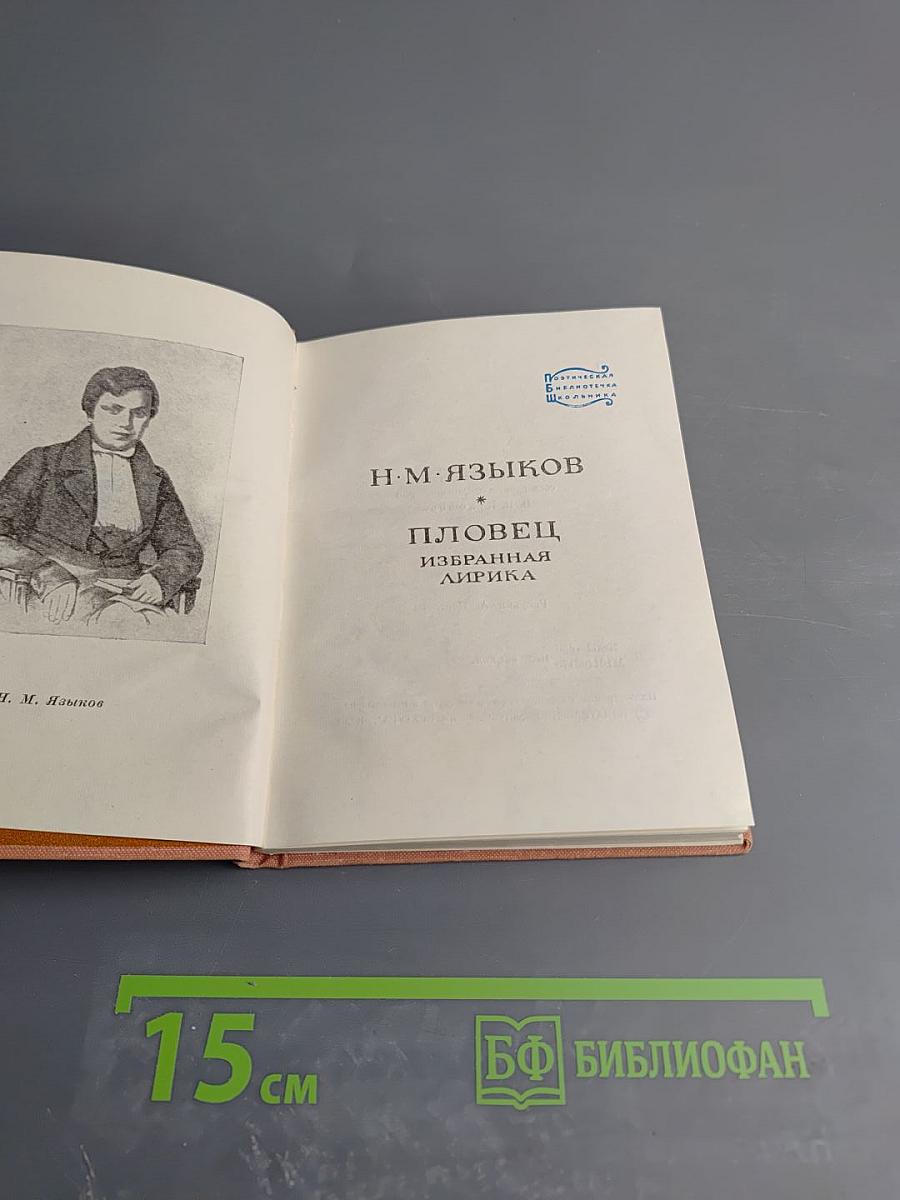 Н. М. Языков
Поэтическая
Библиотечка
Школьника
Н·М·ЯЗЫКОВ
*
ПЛОВЕЦ
ИЗБРАННАЯ
ЛИРИКА
15 см
БФ БИБЛИОФАН